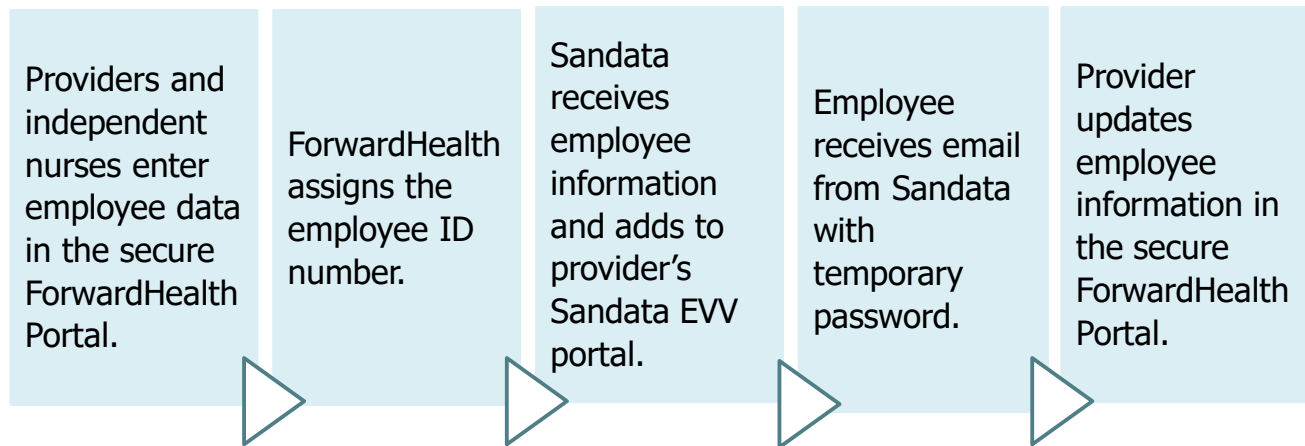 Providers and
independent
nurses enter
employee data
in the secure
ForwardHealth
Portal.
ForwardHealth
assigns the
employee ID
number.
Sandata
receives
employee
information
and adds to
provider’s
Sandata EVV
portal.
Employee
receives email
from Sandata
with
temporary
password.
Provider
updates
employee
information in
the secure
ForwardHealth
Portal.